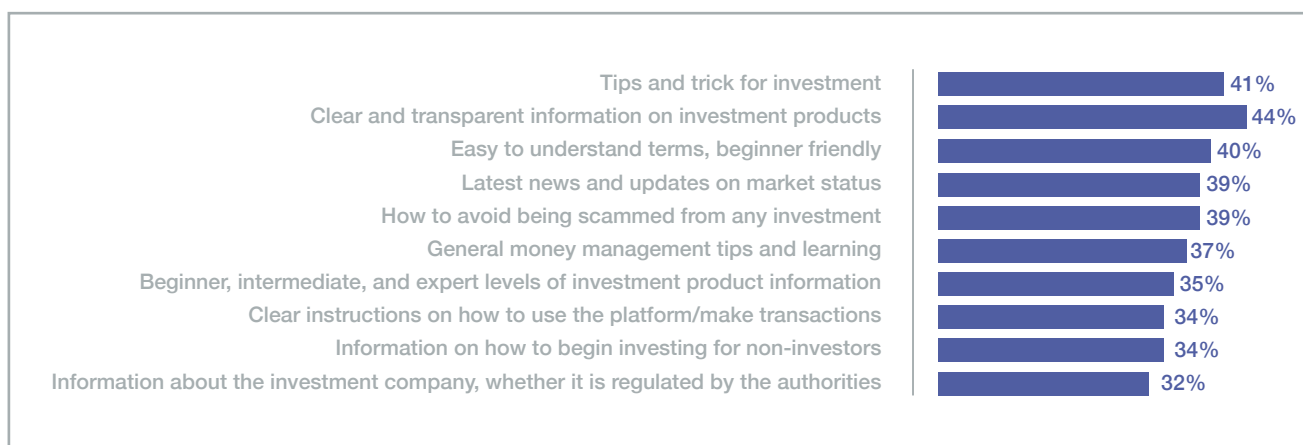 Tips and trick for investment 41%
Clear and transparent information on investment products 44%
Easy to understand terms, beginner friendly 40%
Latest news and updates on market status 39%
How to avoid being scammed from any investment 39%
General money management tips and learning 37%
Beginner, intermediate, and expert levels of investment product information 35%
Clear instructions on how to use the platform/make transactions 34%
Information on how to begin investing for non-investors 34%
Information about the investment company, whether it is regulated by the authorities 32%